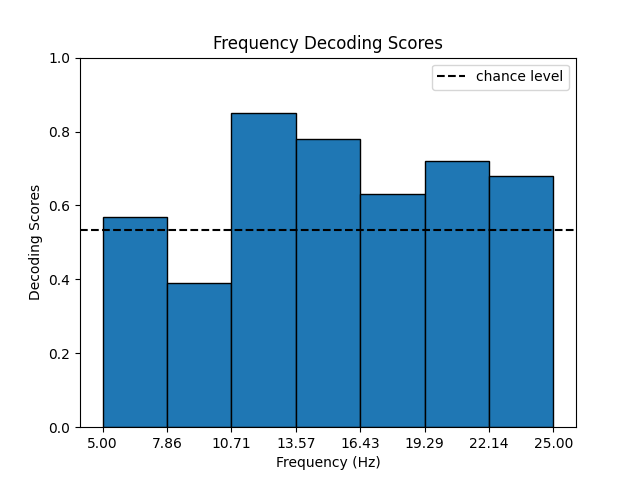 Frequency Decoding Scores
chance level
1.0
0.8
0.6
0.4
0.2
0.0
Decoding Scores
5.00 7.86 10.71 13.57 16.43 19.29 22.14 25.00
Frequency (Hz)